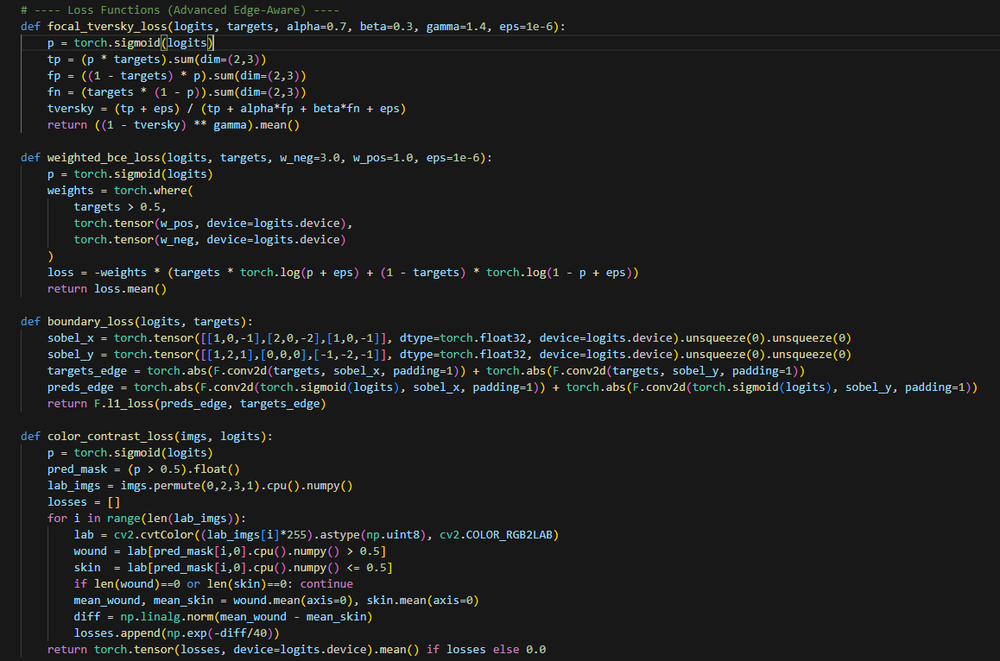 # ---- Loss Functions (Advanced Edge-Aware) ----
def focal_tversky_loss(logits, targets, alpha=0.7, beta=0.3, gamma=1.4, eps=1e-6):
    p = torch.sigmoid(logits)
    tp = (p * targets).sum(dim=(2,3))
    fp = ((1 - targets) * p).sum(dim=(2,3))
    fn = (targets * (1 - p)).sum(dim=(2,3))
    tversky = (tp + eps) / (tp + alpha*fp + beta*fn + eps)
    return ((1 - tversky) ** gamma).mean()

def weighted_bce_loss(logits, targets, w_neg=3.0, w_pos=1.0, eps=1e-6):
    p = torch.sigmoid(logits)
    weights = torch.where(
        targets > 0.5,
        torch.tensor(w_pos, device=logits.device),
        torch.tensor(w_neg, device=logits.device)
    )
    loss = -weights * (targets * torch.log(p + eps) + (1 - targets) * torch.log(1 - p + eps))
    return loss.mean()

def boundary_loss(logits, targets):
    sobel_x = torch.tensor([[1,0,-1],[2,0,-2],[1,0,-1]], dtype=torch.float32, device=logits.device).unsqueeze(0).unsqueeze(0)
    sobel_y = torch.tensor([[1,2,1],[0,0,0],[-1,-2,-1]], dtype=torch.float32, device=logits.device).unsqueeze(0).unsqueeze(0)
    targets_edge = torch.abs(F.conv2d(targets, sobel_x, padding=1)) + torch.abs(F.conv2d(targets, sobel_y, padding=1))
    preds_edge = torch.abs(F.conv2d(torch.sigmoid(logits), sobel_x, padding=1)) + torch.abs(F.conv2d(torch.sigmoid(logits), sobel_y, padding=1))
    return F.l1_loss(preds_edge, targets_edge)

def color_contrast_loss(imgs, logits):
    p = torch.sigmoid(logits)
    pred_mask = (p > 0.5).float()
    lab_imgs = imgs.permute(0,2,3,1).cpu().numpy()
    losses = []
    for i in range(len(lab_imgs)):
        lab = cv2.cvtColor((lab_imgs[i]*255).astype(np.uint8), cv2.COLOR_RGB2LAB)
        wound = lab[pred_mask[i,0].cpu().numpy() > 0.5]
        skin  = lab[pred_mask[i,0].cpu().numpy() <= 0.5]
        if len(wound)==0 or len(skin)==0: continue
        mean_wound, mean_skin = wound.mean(axis=0), skin.mean(axis=0)
        diff = np.linalg.norm(mean_wound - mean_skin)
        losses.append(np.exp(-diff/40))
    return torch.tensor(losses, device=logits.device).mean() if losses else 0.0